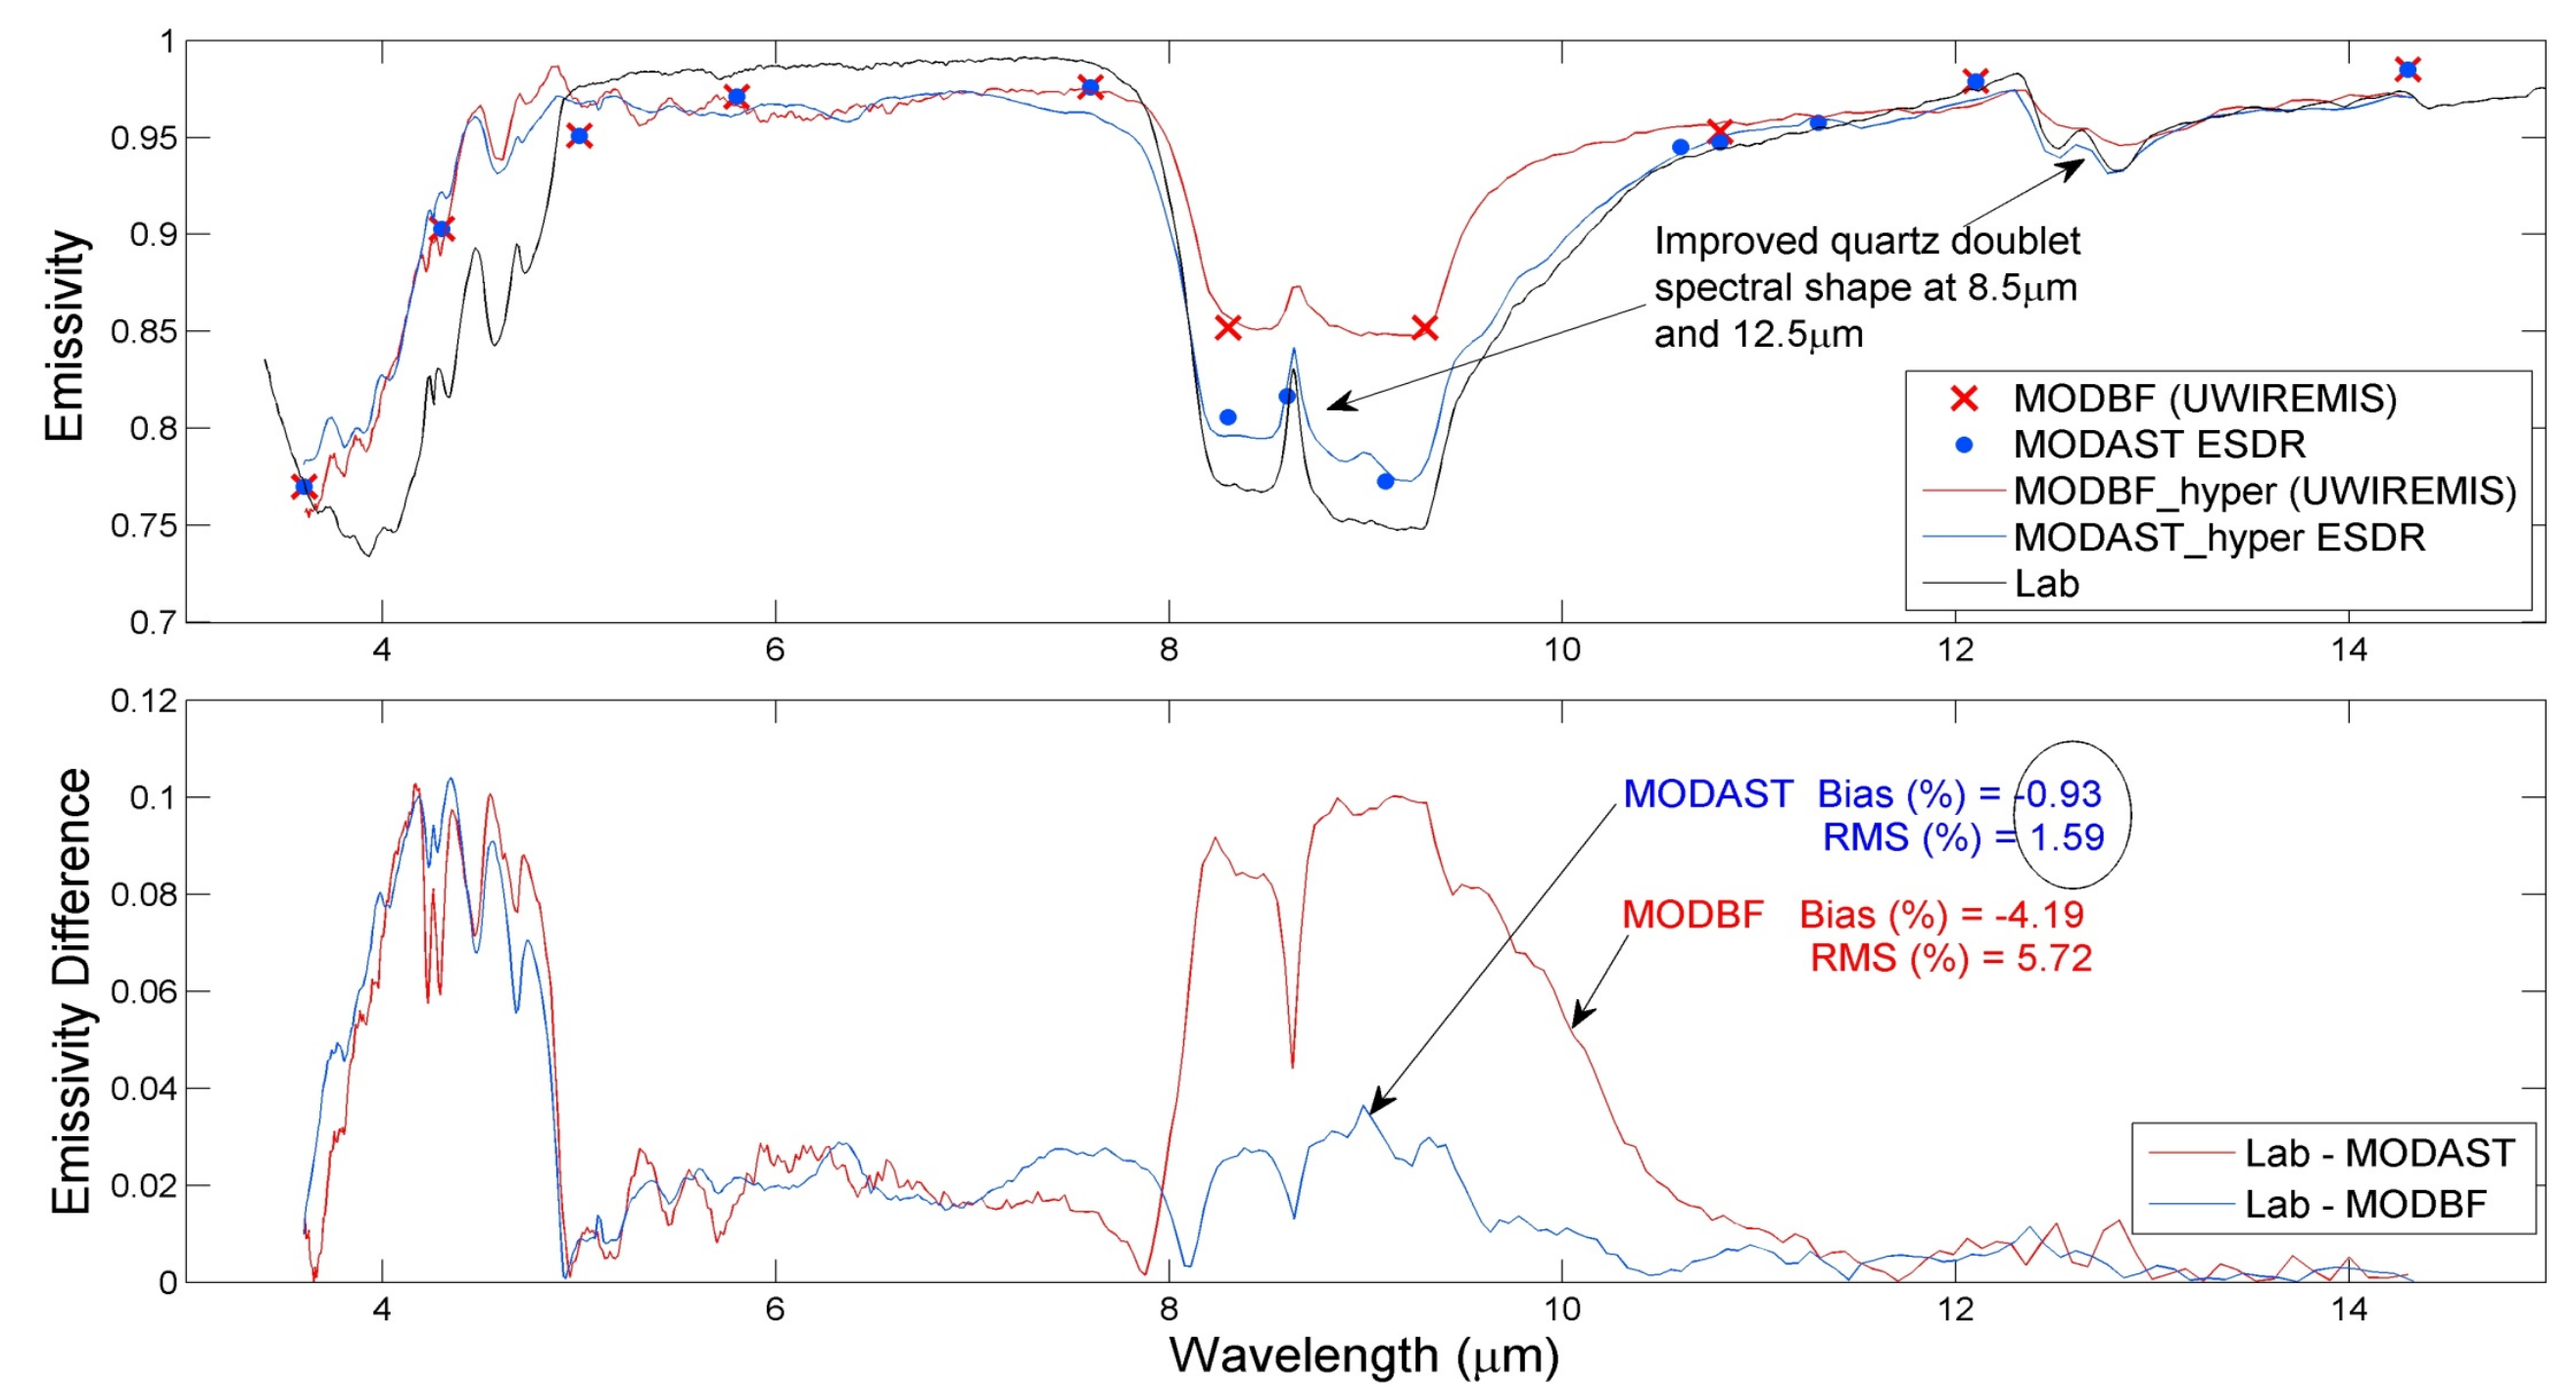 1
0.95
0.9
0.85
0.8
0.75
0.7
Emissivity
4
6
8
10
12
14
Improved quartz doublet
spectral shape at 8.5μm
and 12.5μm
MODBF (UWIREMIS)
MODAST ESDR
MODBF_hyper (UWIREMIS)
MODAST_hyper ESDR
Lab
0.12
0.1
0.08
0.06
0.04
0.02
0
Emissivity Difference
MODAST Bias (%) = -0.93
RMS (%) = 1.59
MODBF Bias (%) = -4.19
RMS (%) = 5.72
Lab - MODAST
Lab - MODBF
4
6
8
10
12
14
Wavelength (μm)